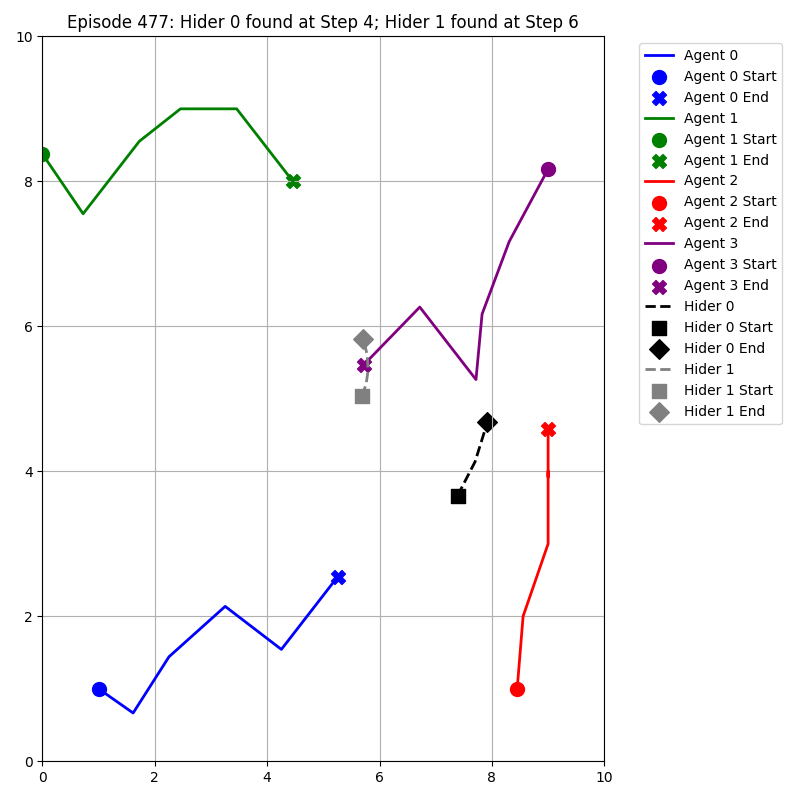 Episode 477: Hider 0 found at Step 4; Hider 1 found at Step 6
10
8
6
4
2
0
0 2 4 6 8 10
Agent 0
Agent 0 Start
Agent 0 End
Agent 1
Agent 1 Start
Agent 1 End
Agent 2
Agent 2 Start
Agent 2 End
Agent 3
Agent 3 Start
Agent 3 End
Hider 0
Hider 0 Start
Hider 0 End
Hider 1
Hider 1 Start
Hider 1 End